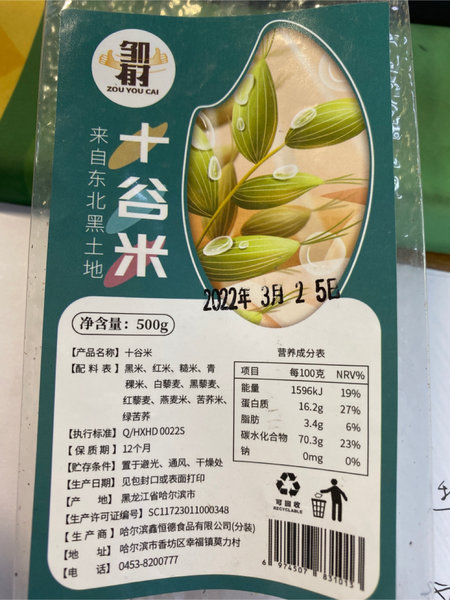 邹
有才
ZOU YOU CAI
十谷米
来自东北黑土地
2022年 3月 2 5日
净含量：500g
【产品名称】十谷米
【配 料 表】黑米、红米、糙米、青
稞米、白藜麦、黑藜麦、
红藜麦、燕麦米、苦荞米、
绿苦荞
【执行标准】Q/HXHD 0022S
【保 质 期】12个月
【贮存条件】置于避光、通风、干燥处
【生产日期】见包封口或表面打印
【产 地】黑龙江省哈尔滨市
【生产许可证编号】SC11723011000348
【生 产 商】哈尔滨鑫恒德食品有限公司(分装)
【地 址】哈尔滨市香坊区幸福镇莫力村
【电 话】0453-8200777
营养成分表
项目 每100克 NRV%
能量 1596kJ 19%
蛋白质 16.2g 27%
脂肪 3.4g 6%
碳水化合物 70.3g 23%
钠 0mg 0%
可回收
RECYCLABLE
6 974507 851013